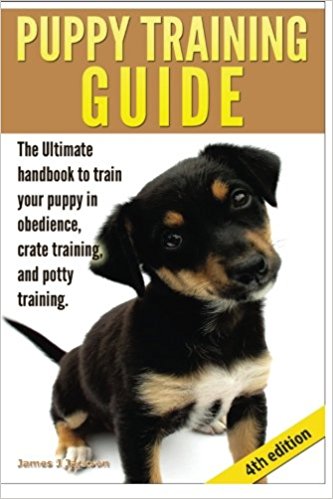 PUPPY TRAINING
GUIDE
The Ultimate
handbook to train
your puppy in
obedience,
crate training,
and potty
training.
James J Jackson
4th edition